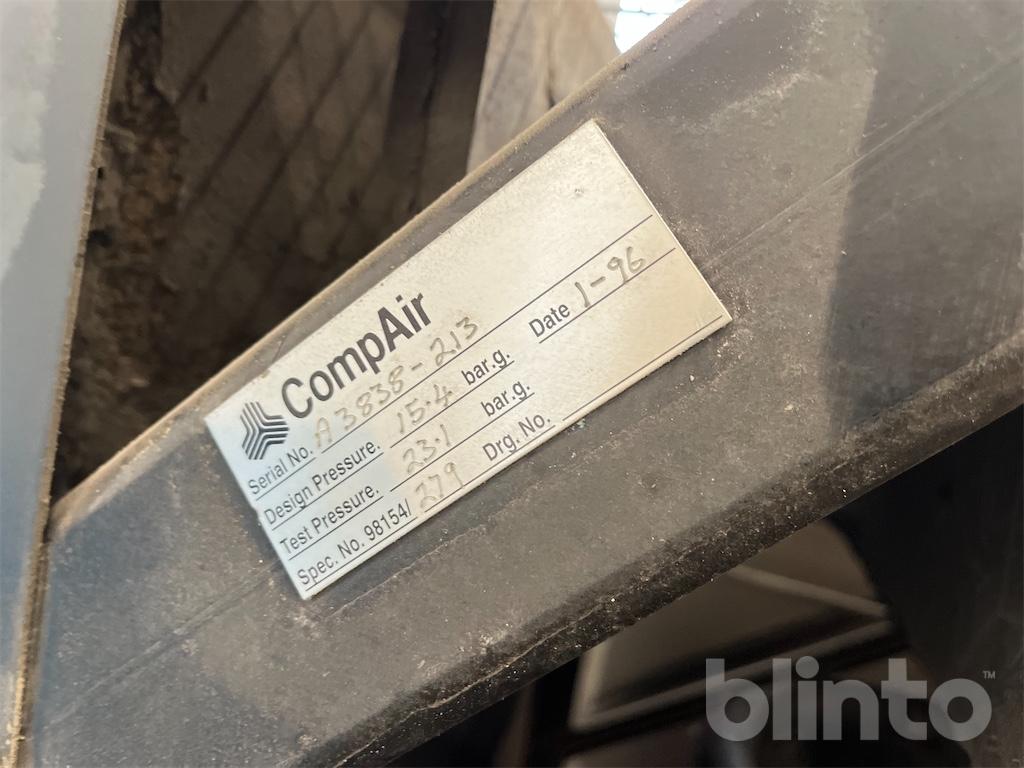 CompAir
Serial No. A3838-213
Design Pressure. 15.4 bar.g. Date 1-96
Test Pressure. 23.1 bar.g.
Spec. No. 98154/279 Drg. No.
blinto™